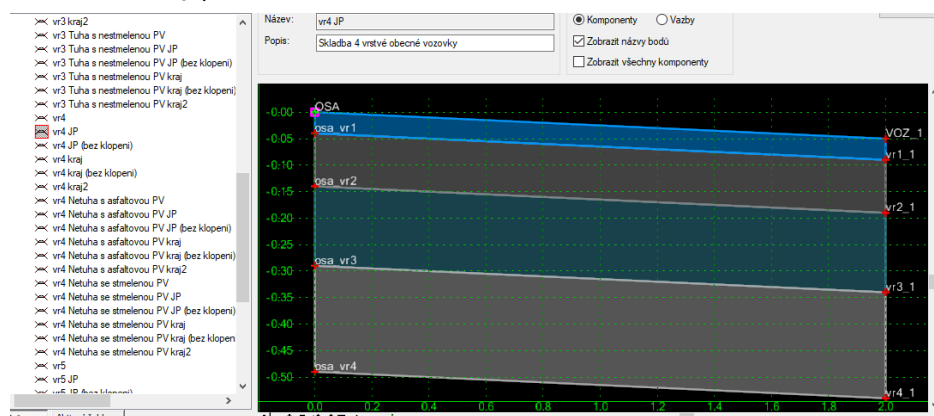 vr3 kraj2
vr3 Tuha s nestmelenou PV
vr3 Tuha s nestmelenou PV JP
vr3 Tuha s nestmelenou PV JP (bez klopeni)
vr3 Tuha s nestmelenou PV kraj
vr3 Tuha s nestmelenou PV kraj (bez klopeni)
vr3 Tuha s nestmelenou PV kraj2
vr4
vr4 JP
vr4 JP (bez klopeni)
vr4 kraj
vr4 kraj (bez klopeni)
vr4 kraj2
vr4 Netuha s asfaltovou PV
vr4 Netuha s asfaltovou PV JP
vr4 Netuha s asfaltovou PV JP (bez klopeni)
vr4 Netuha s asfaltovou PV kraj
vr4 Netuha s asfaltovou PV kraj (bez klopeni)
vr4 Netuha s asfaltovou PV kraj2
vr4 Netuha se stmelenou PV
vr4 Netuha se stmelenou PV JP
vr4 Netuha se stmelenou PV JP (bez klopeni)
vr4 Netuha se stmelenou PV kraj
vr4 Netuha se stmelenou PV kraj (bez klopen
vr4 Netuha se stmelenou PV kraj2
vr5
vr5 JP
Název: vr4 JP
Popis: Skladba 4 vrstvé obecné vozovky
Komponenty Vazby
Zobrazit názvy bodů
Zobrazit všechny komponenty
OSA
-0.00
osa_vr1 VOZ_1
-0.05
vr1_1
-0.10
osa_vr2
-0.15
vr2_1
-0.20
-0.25
osa_vr3
-0.30
vr3_1
-0.35
-0.40
-0.45
osa_vr4
-0.50
vr4_1
0.0 0.2 0.4 0.6 0.8 1.0 1.2 1.4 1.6 1.8 2.0